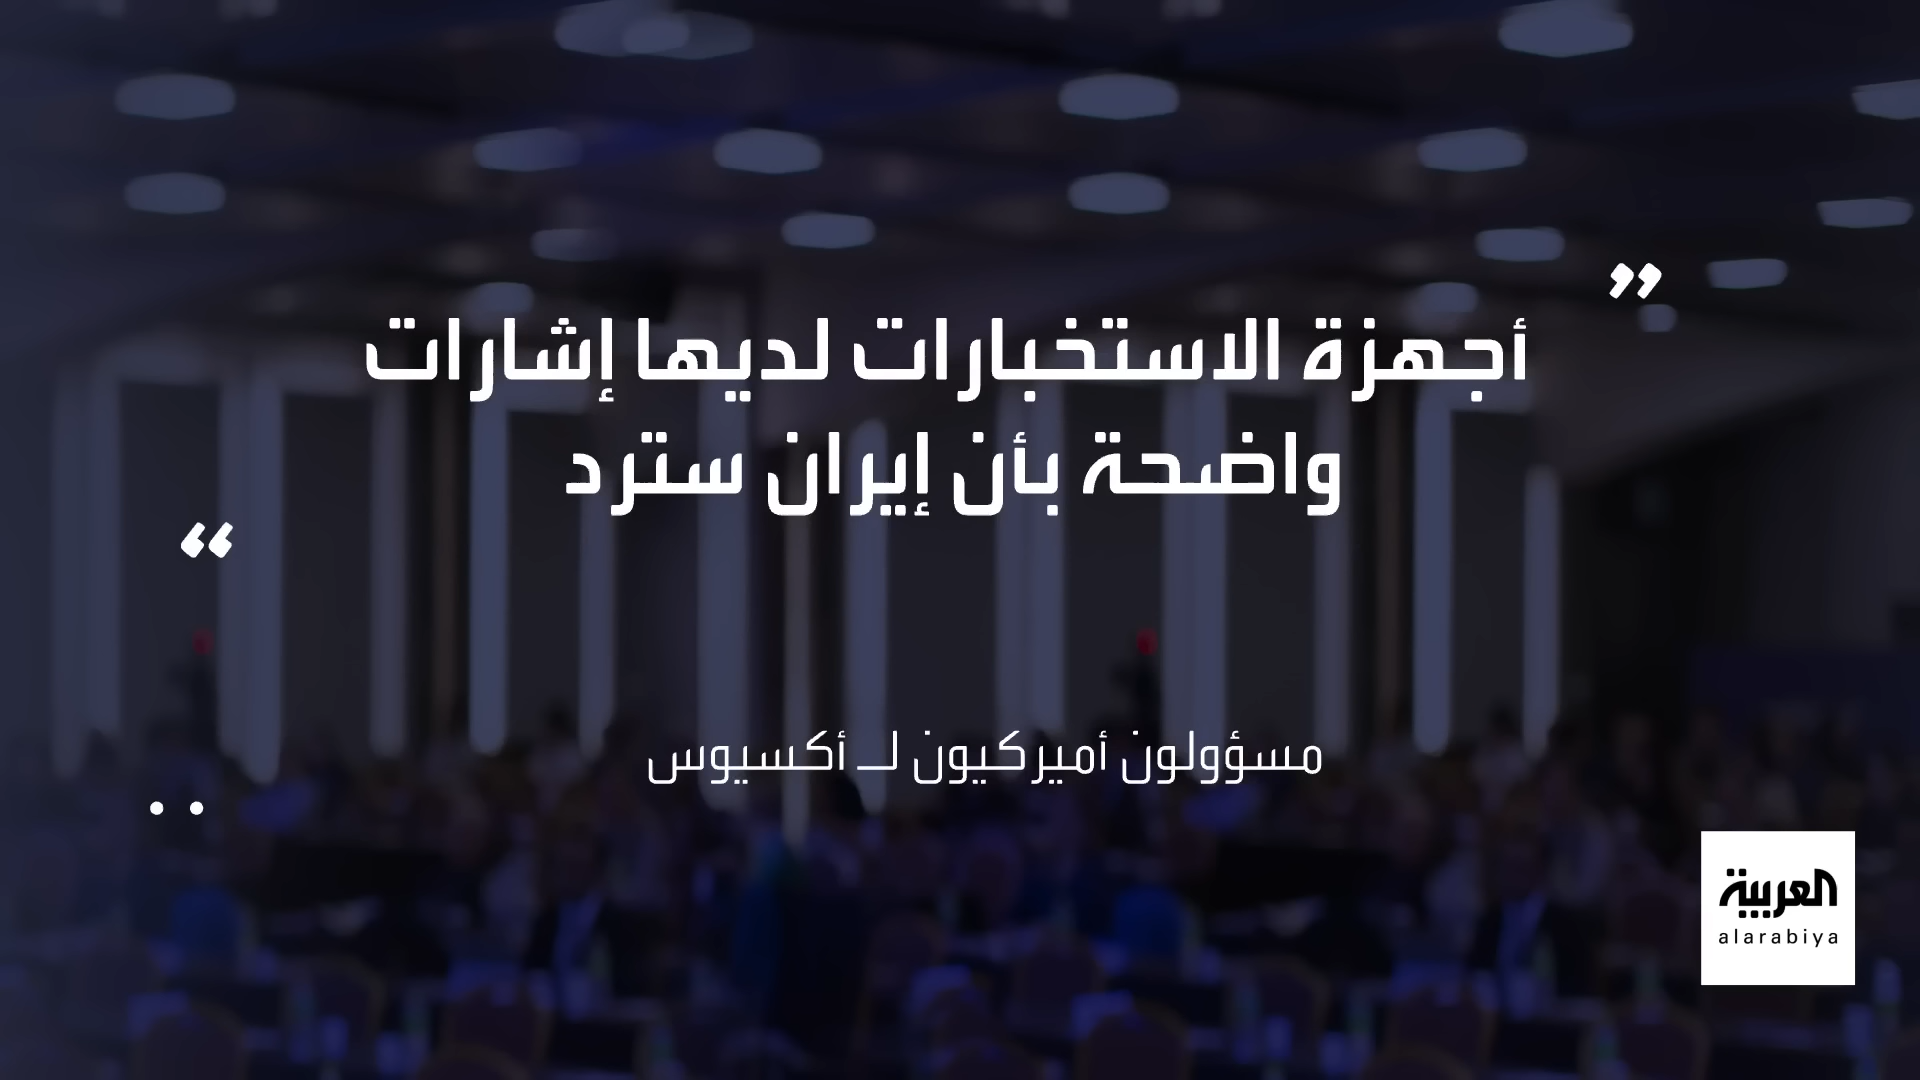 ”
أجهزة الاستخبارات لديها إشارات
واضحة بأن إيران سترد
“
مسؤولون أميركيون لـ أكسيوس
العربية
alarabiya